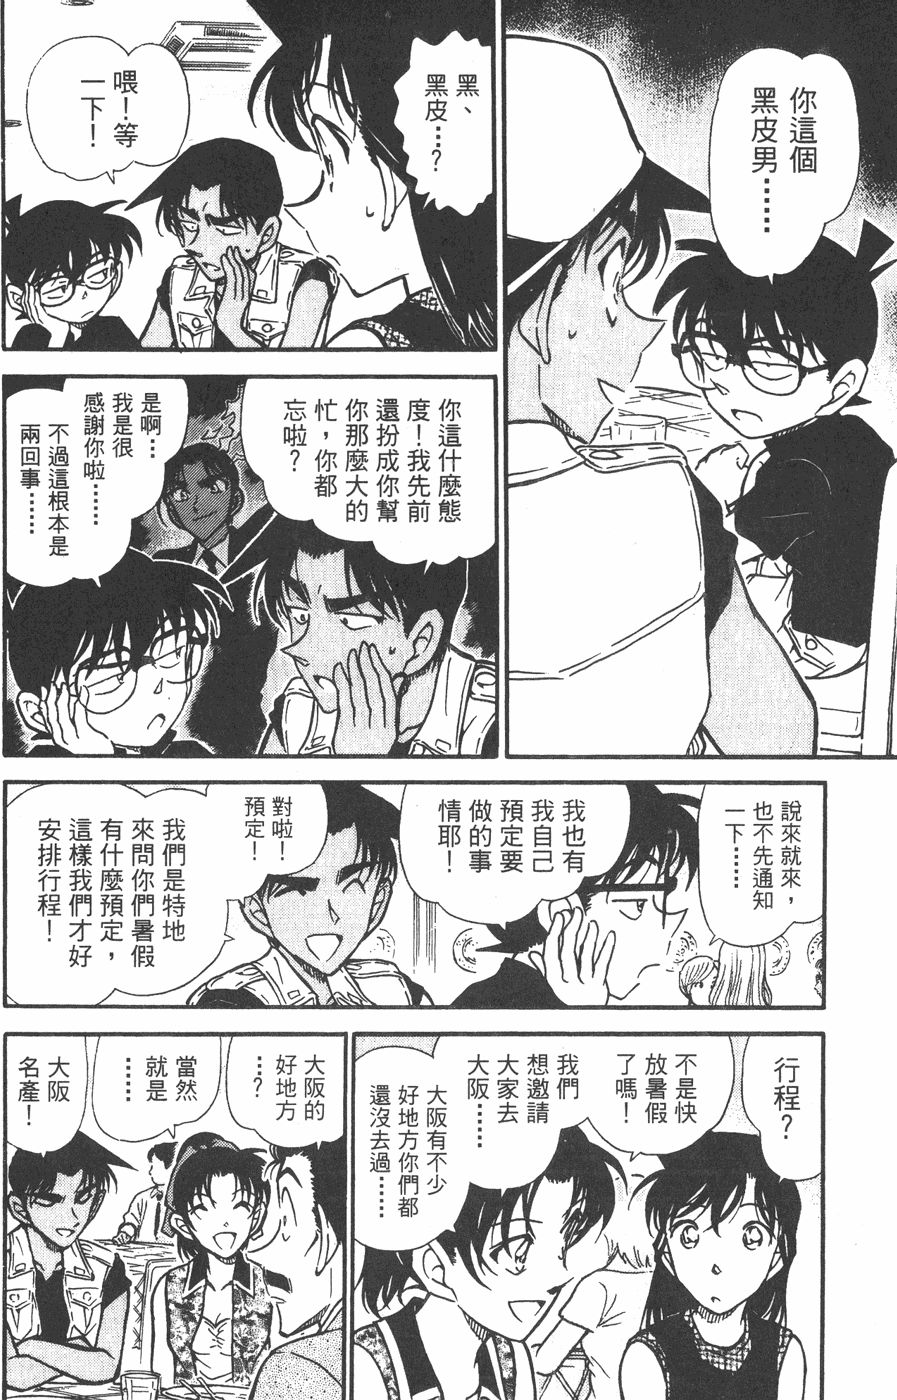 你這個
黑皮男……
黑、
黑皮…?
喂!等
一下!
你這什麼態
度!我先前
還扮成你幫
你那麼大的
忙,你都
忘啦?
是啊…
我是很
感謝你啦……
不過這根本是
兩回事……
說來就來,
也不先通知
一下……
我也有
我自己
預定要
做的事
情耶!
對啦!
預定!
我們是特地
來問你們暑假
有什麼預定,
這樣我們才好
安排行程!
行程?
不是快
放暑假
了嗎!
我們
想邀請
大家去
大阪……
大阪有不少
好地方你們都
還沒去過……
大阪的
好地方
…?
當然
就是
…
大阪
名產!